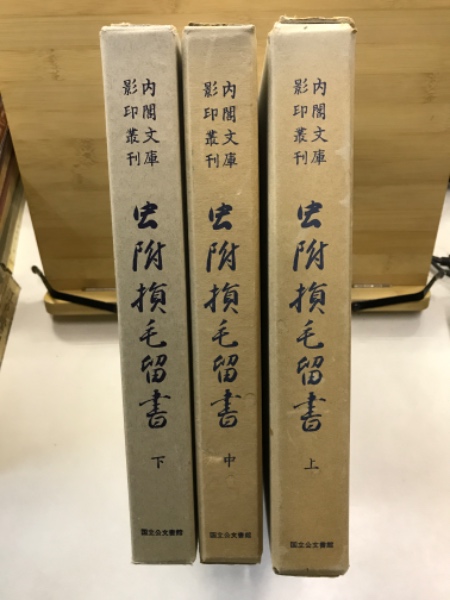 内閣文庫
影印叢刊
虫附損毛留書
上
国立公文書館
内閣文庫
影印叢刊
虫附損毛留書
中
国立公文書館
内閣文庫
影印叢刊
虫附損毛留書
下
国立公文書館